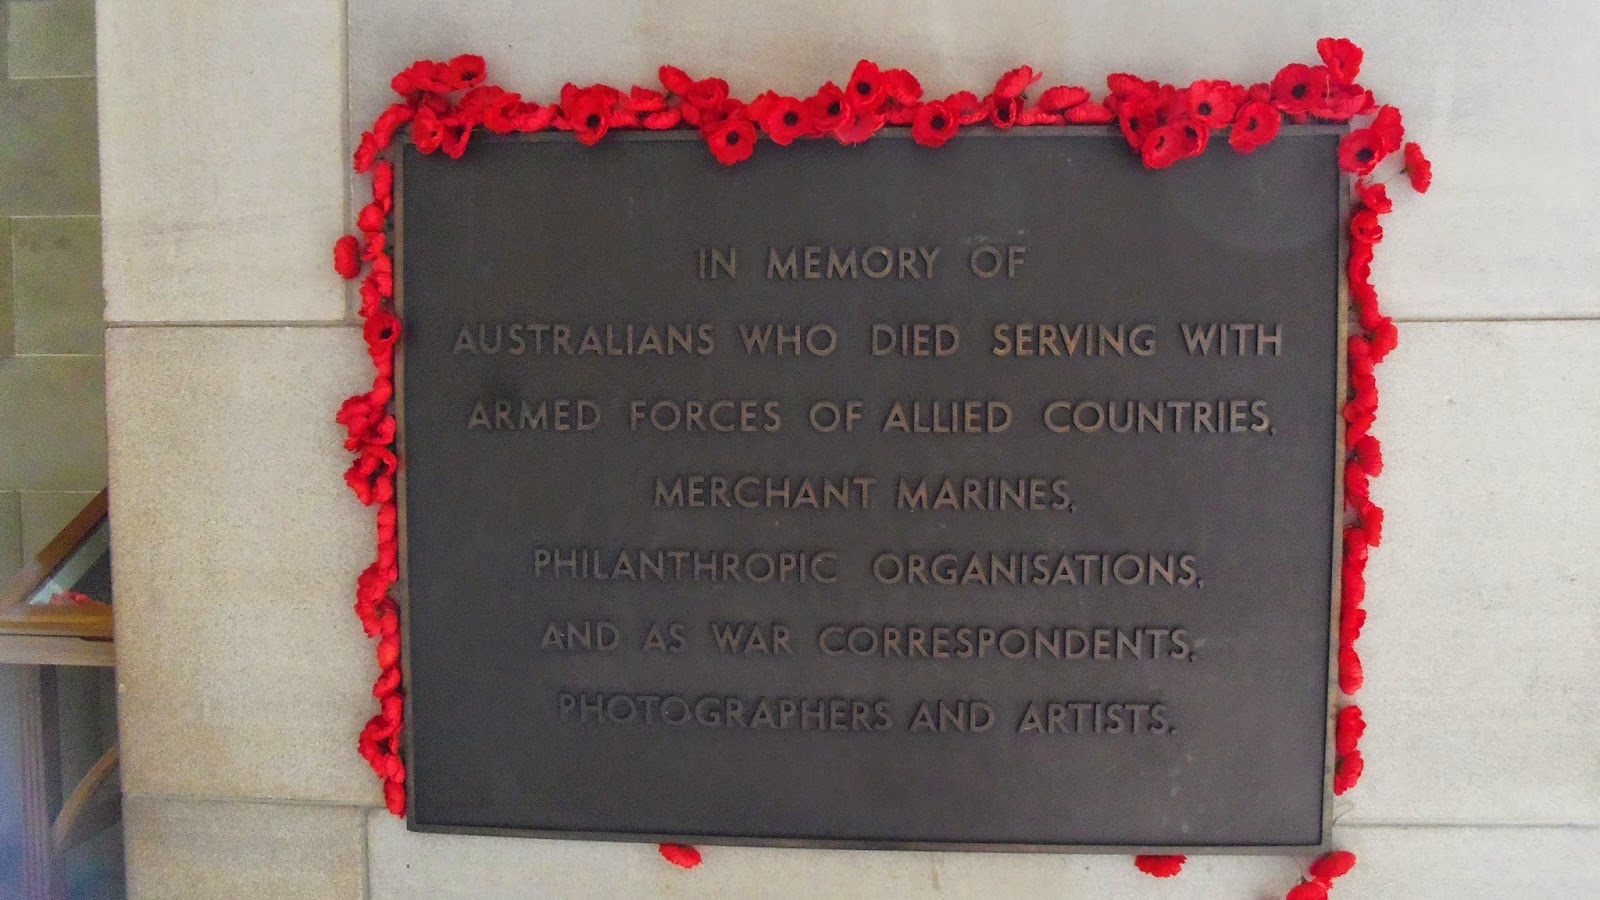 IN MEMORY OF
AUSTRALIANS WHO DIED SERVING WITH
ARMED FORCES OF ALLIED COUNTRIES,
MERCHANT MARINES,
PHILANTHROPIC ORGANISATIONS,
AND AS WAR CORRESPONDENTS,
PHOTOGRAPHERS AND ARTISTS.